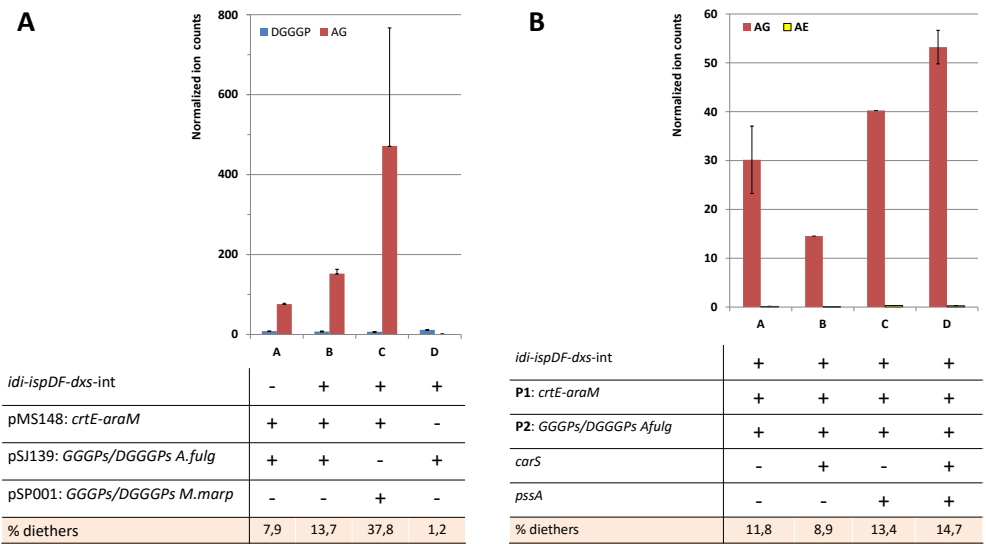 A
Normalized ion counts
DGGGP AG
800
600
400
200
0
A B C D
idi-ispDF-dxs-int - + + +
pMS148: crtE-araM + + + -
pSJ139: GGGPs/DGGGPs A.fulg + + - +
pSP001: GGGPs/DGGGPs M.marp - - + -
% diethers 7,9 13,7 37,8 1,2
B
Normalized ion counts
AG AE
60
50
40
30
20
10
0
A B C D
idi-ispDF-dxs-int + + + +
P1: crtE-araM + + + +
P2: GGGPs/DGGGPs Afulg + + + +
carS - + - +
pssA - - + +
% diethers 11,8 8,9 13,4 14,7